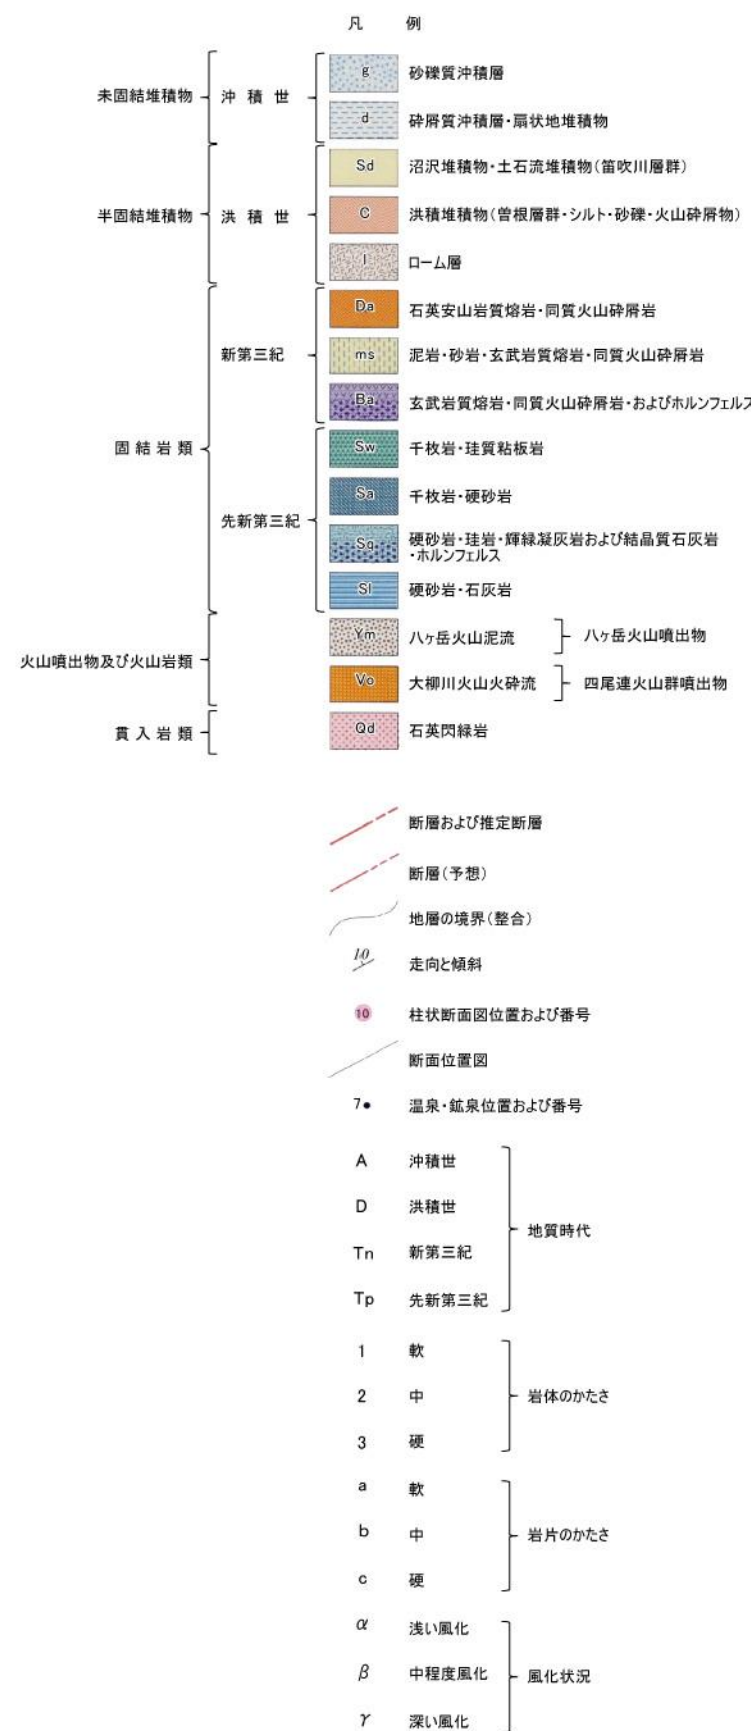 凡 例
未固結堆積物 沖積世 g 砂礫質沖積層
d 砕屑質沖積層・扇状地堆積物
半固結堆積物 洪積世 Sd 沼沢堆積物・土石流堆積物(笛吹川層群)
C 洪積堆積物(曽根層群・シルト・砂礫・火山砕屑物)
l ローム層
固結岩類 新第三紀 Da 石英安山岩質熔岩・同質火山砕屑岩
ms 泥岩・砂岩・玄武岩質熔岩・同質火山砕屑岩
Ba 玄武岩質熔岩・同質火山砕屑岩・およびホルンフェルス
先新第三紀 Sw 千枚岩・珪質粘板岩
Sa 千枚岩・硬砂岩
Sq 硬砂岩・珪岩・輝緑凝灰岩および結晶質石灰岩
・ホルンフェルス
Sl 硬砂岩・石灰岩
火山噴出物及び火山岩類 Ym 八ヶ岳火山泥流 八ヶ岳火山噴出物
Vo 大柳川火山火砕流 四尾連火山群噴出物
貫入岩類 Qd 石英閃緑岩
断層および推定断層
断層(予想)
地層の境界(整合)
10 走向と傾斜
10 柱状断面図位置および番号
断面位置図
7● 温泉・鉱泉位置および番号
A 沖積世
D 洪積世
地質時代
Tn 新第三紀
Tp 先新第三紀
1 軟
2 中 岩体のかたさ
3 硬
a 軟
b 中 岩片のかたさ
c 硬
α 浅い風化
β 中程度風化 風化状況
γ 深い風化